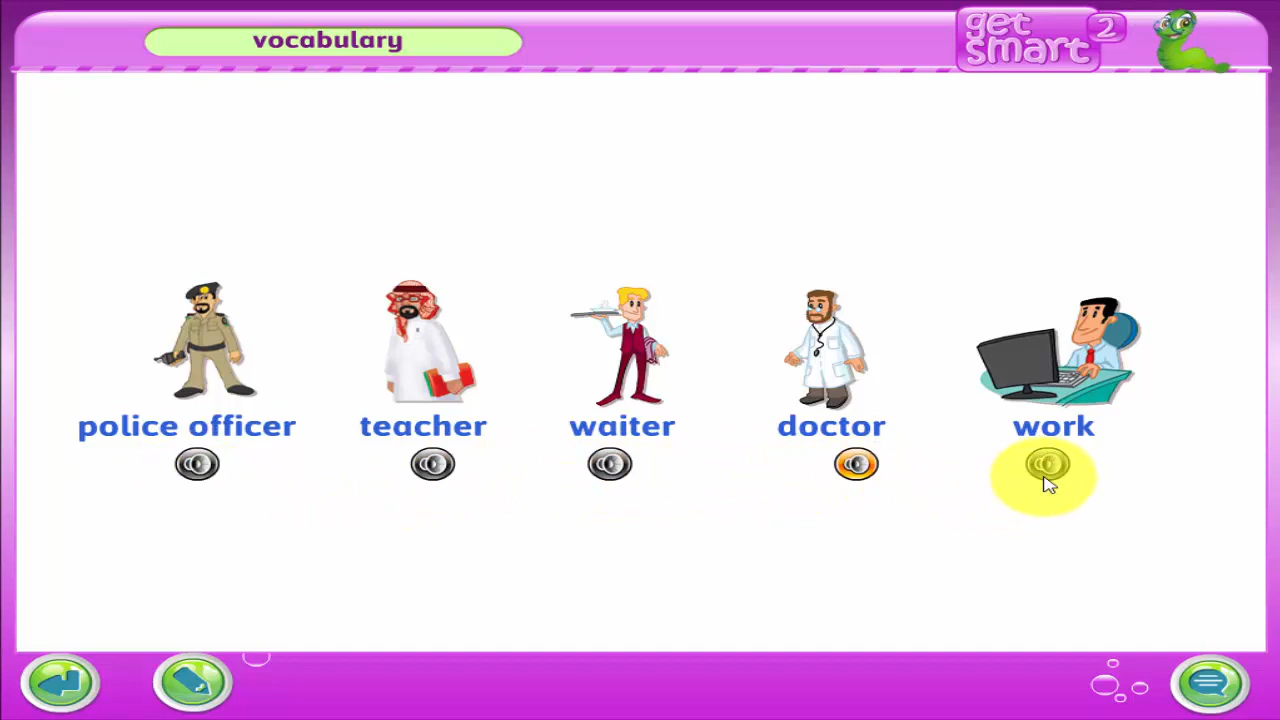 vocabulary
get
smart 2
police officer
teacher
waiter
doctor
work